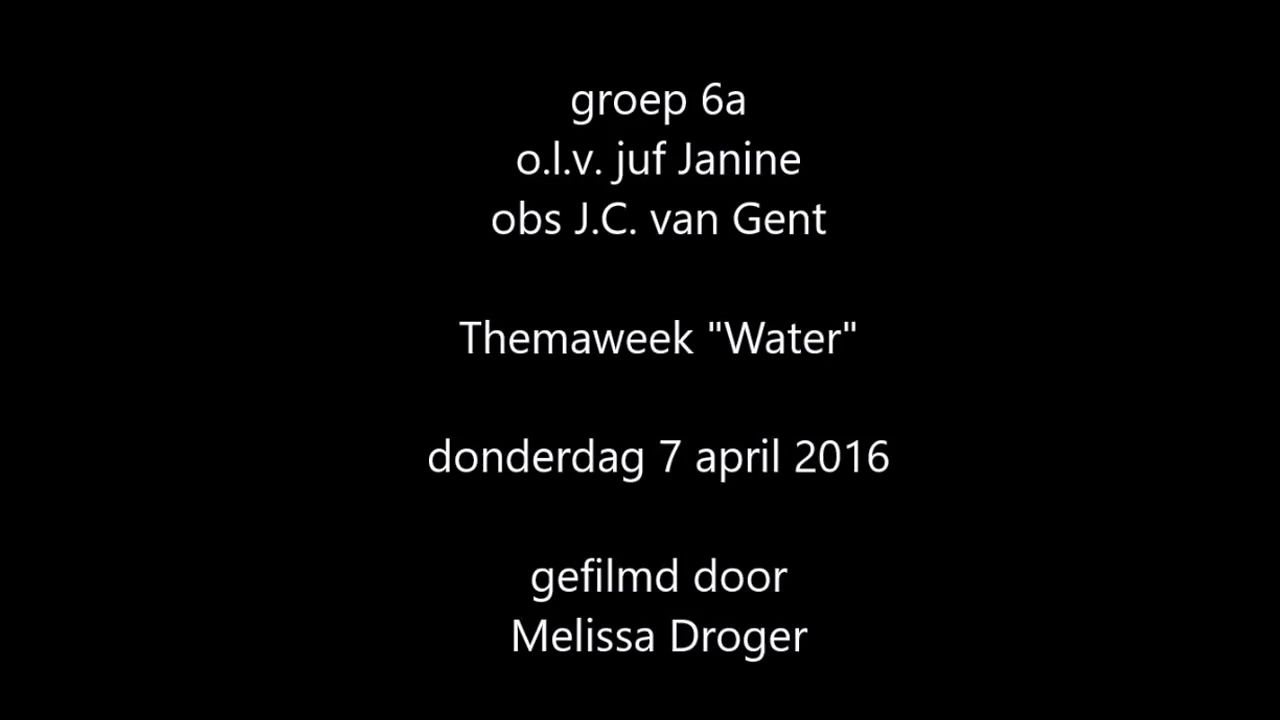 groep 6a
o.l.v. juf Janine
obs J.C. van Gent
Themaweek "Water"
donderdag 7 april 2016
gefilmd door
Melissa Droger